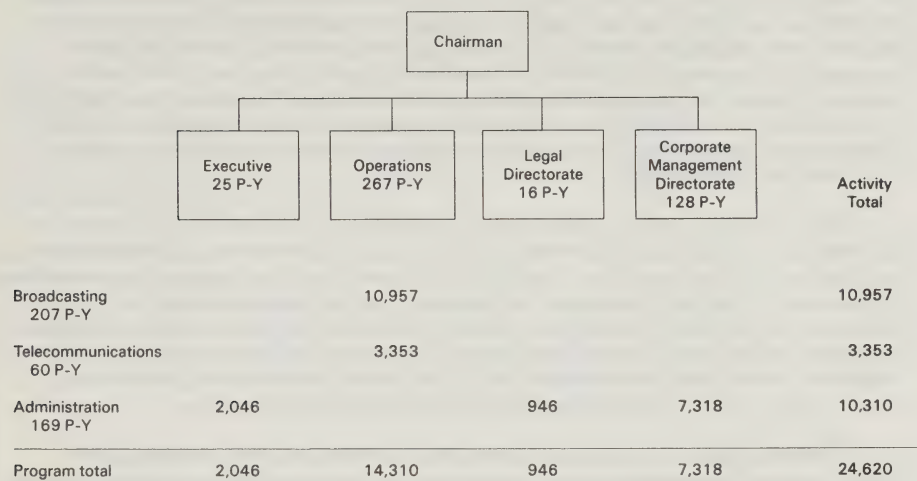 Chairman
Executive
25 P-Y
Operations
267 P-Y
Legal
Directorate
16 P-Y
Corporate
Management
Directorate
128 P-Y
Activity
Total
Broadcasting 10,957 10,957
207 P-Y
Telecommunications 3,353 3,353
60 P-Y
Administration 2,046 946 7,318 10,310
169 P-Y
Program total 2,046 14,310 946 7,318 24,620